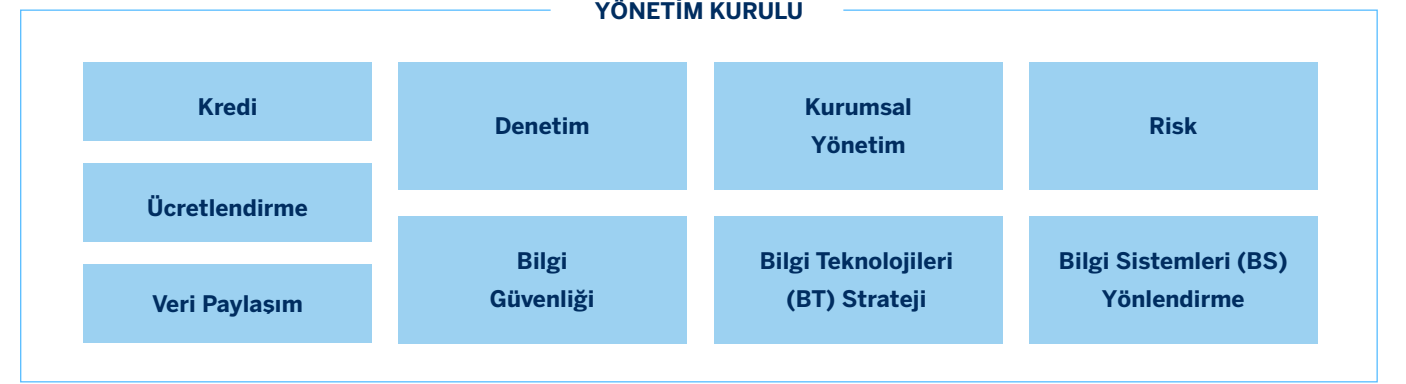 YÖNETİM KURULU
Kredi
Ücretlendirme
Veri Paylaşım
Denetim
Bilgi
Güvenliği
Kurumsal
Yönetim
Bilgi Teknolojileri
(BT) Strateji
Risk
Bilgi Sistemleri (BS)
Yönlendirme